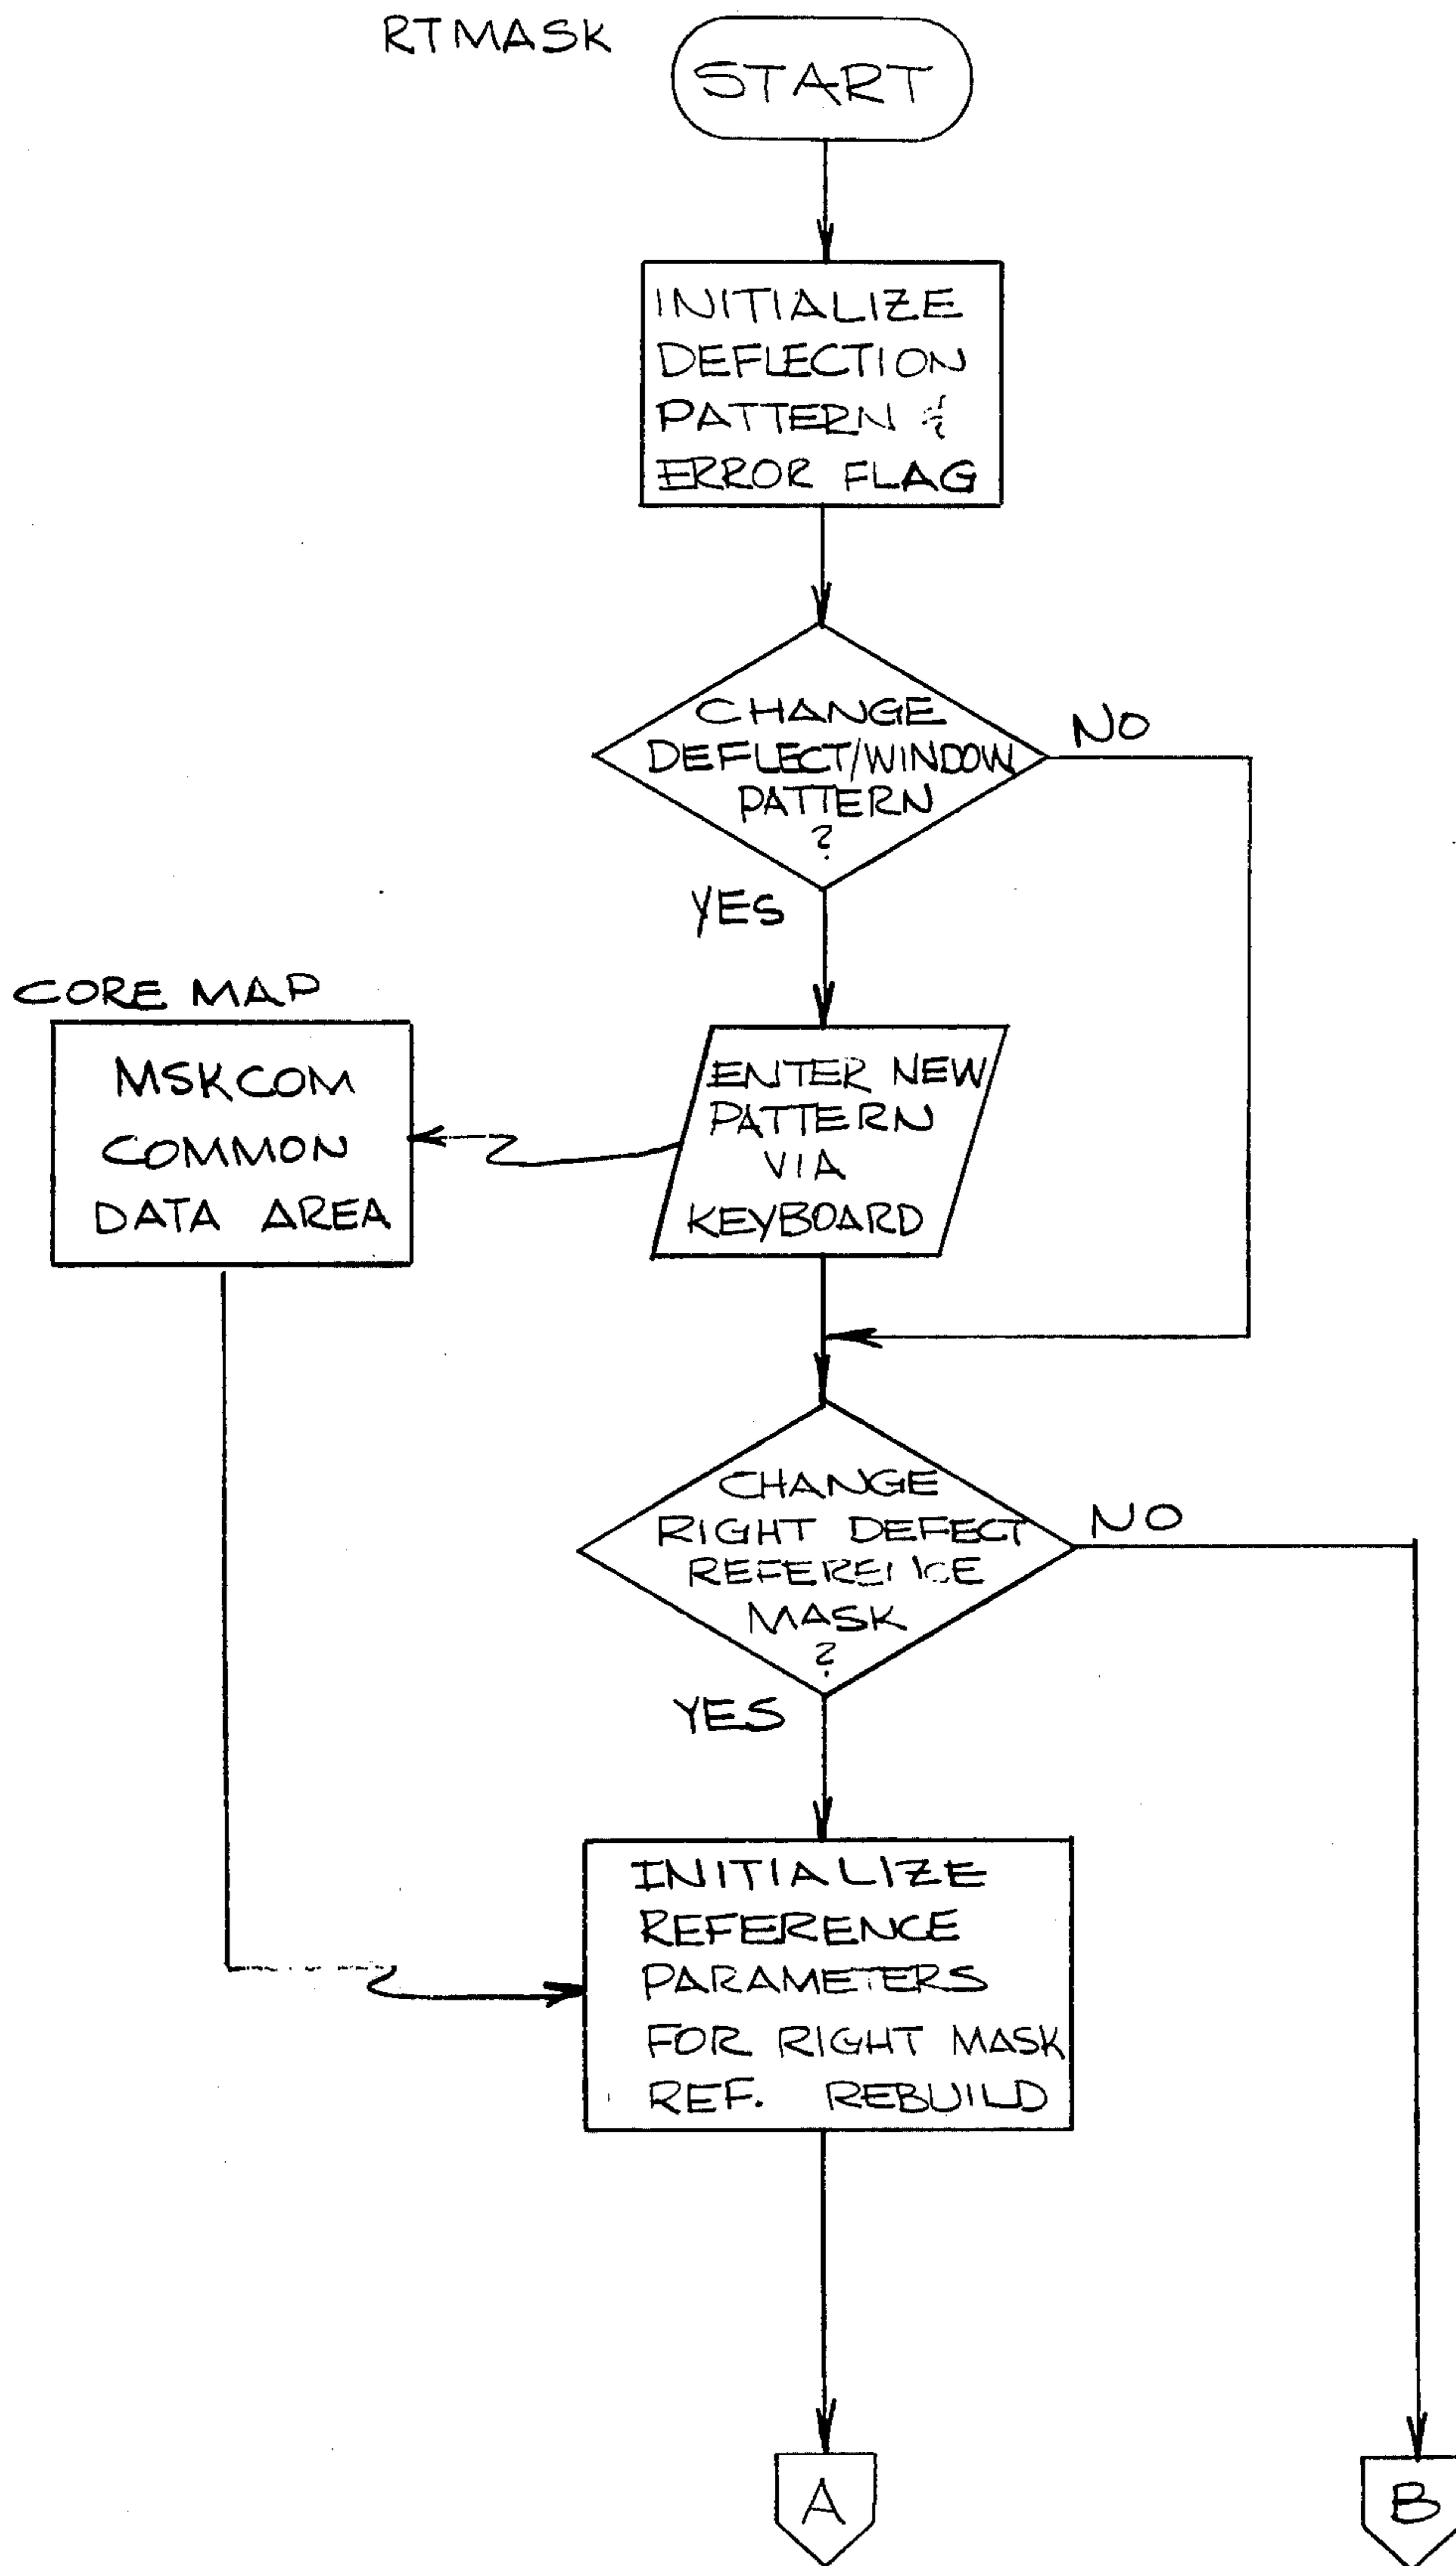 RTMASK
START
INITIALIZE
DEFLECTION
PATTERN &
ERROR FLAG
CHANGE
DEFLECT/WINDOW
PATTERN
?
NO
YES
CORE MAP
MSKCOM
COMMON
DATA AREA
ENTER NEW
PATTERN
VIA
KEYBOARD
CHANGE
RIGHT DEFECT
REFERENCE
MASK
?
NO
YES
INITIALIZE
REFERENCE
PARAMETERS
FOR RIGHT MASK
REF. REBUILD
A
B